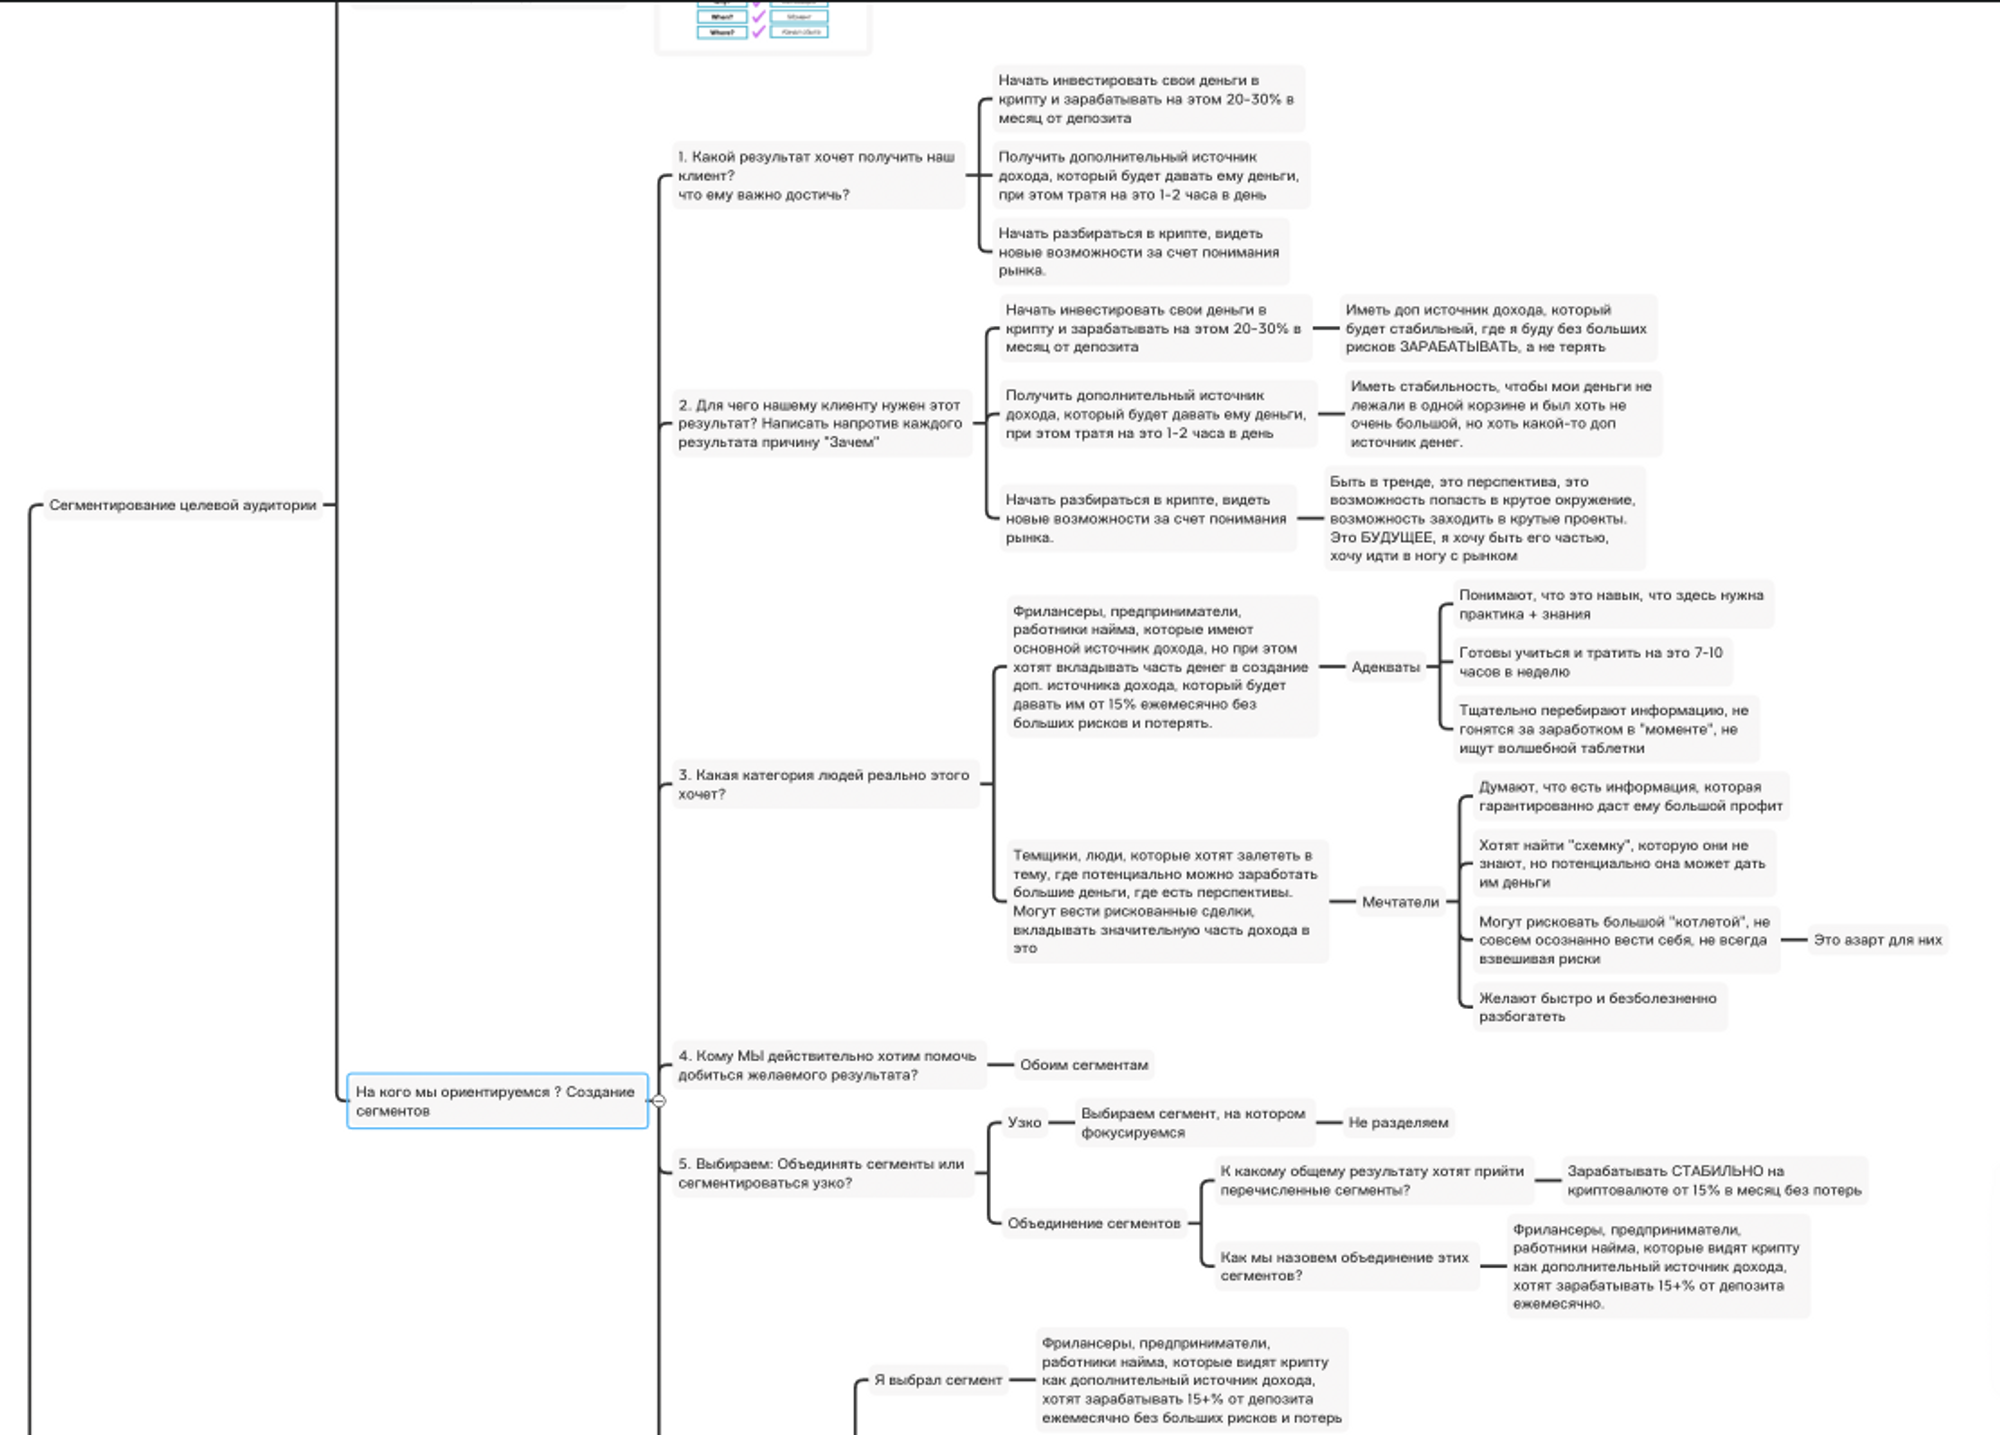 When?
Момент
Where?
Начать инвестировать свои деньги в
крипту и зарабатывать на этом 20-30% в
месяц от депозита
1. Какой результат хочет получить наш
клиент?
что ему важно достичь?
Получить дополнительный источник
дохода, который будет давать ему деньги,
при этом тратя на это 1-2 часа в день
Начать разбираться в крипте, видеть
новые возможности за счет понимания
рынка.
2. Для чего нашему клиенту нужен этот
результат? Написать напротив каждого
результата причину "Зачем"
Начать инвестировать свои деньги в
крипту и зарабатывать на этом 20-30% в
месяц от депозита
Иметь доп источник дохода, который
будет стабильный, где я буду без больших
рисков ЗАРАБАТЫВАТЬ, а не терять
Получить дополнительный источник
дохода, который будет давать ему деньги,
при этом тратя на это 1-2 часа в день
Иметь стабильность, чтобы мои деньги не
лежали в одной корзине и был хоть не
очень большой, но хоть какой-то доп
источник денег.
Начать разбираться в крипте, видеть
новые возможности за счет понимания
рынка.
Быть в тренде, это перспектива, это
возможность попасть в крутое окружение,
возможность заходить в крутые проекты.
Это БУДУЩЕЕ, я хочу быть его частью,
хочу идти в ногу с рынком
Сегментирование целевой аудитории
3. Какая категория людей реально этого
хочет?
Фрилансеры, предприниматели,
работники найма, которые имеют
основной источник дохода, но при этом
хотят вкладывать часть денег в создание
доп. источника дохода, который будет
давать им от 15% ежемесячно без
больших рисков и потерять.
Адекваты
Понимают, что это навык, что здесь нужна
практика + знания
Готовы учиться и тратить на это 7-10
часов в неделю
Тщательно перебирают информацию, не
гонятся за заработком в "моменте", не
ищут волшебной таблетки
Темщики, люди, которые хотят залететь в
тему, где потенциально можно заработать
большие деньги, где есть перспективы.
Могут вести рискованные сделки,
вкладывать значительную часть дохода в
это
Мечтатели
Думают, что есть информация, которая
гарантированно даст ему большой профит
Хотят найти "схемку", которую они не
знают, но потенциально она может дать
им деньги
Могут рисковать большой "котлетой", не
совсем осознанно вести себя, не всегда
взвешивая риски
Это азарт для них
Желают быстро и безболезненно
разбогатеть
На кого мы ориентируемся ? Создание
сегментов
4. Кому МЫ действительно хотим помочь
добиться желаемого результата?
Обоим сегментам
5. Выбираем: Объединять сегменты или
сегментироваться узко?
Узко
Выбираем сегмент, на котором
фокусируемся
Не разделяем
Объединение сегментов
К какому общему результату хотят прийти
перечисленные сегменты?
Зарабатывать СТАБИЛЬНО на
криптовалюте от 15% в месяц без потерь
Как мы назовем объединение этих
сегментов?
Фрилансеры, предприниматели,
работники найма, которые видят крипту
как дополнительный источник дохода,
хотят зарабатывать 15+% от депозита
ежемесячно.
Я выбрал сегмент
Фрилансеры, предприниматели,
работники найма, которые видят крипту
как дополнительный источник дохода,
хотят зарабатывать 15+% от депозита
ежемесячно без больших рисков и потерь